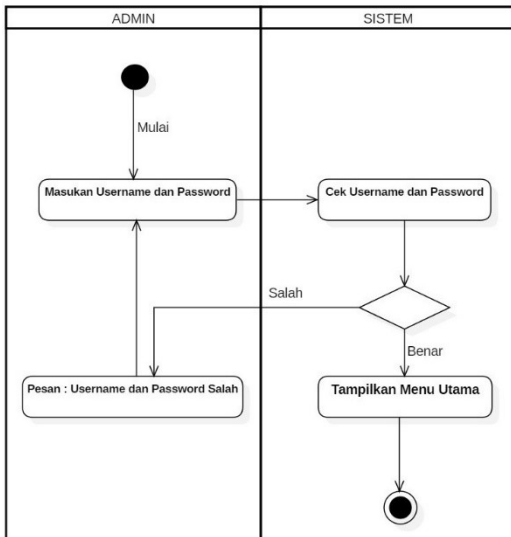 ADMIN
SISTEM
Mulai
Masukan Username dan Password
Cek Username dan Password
Salah
Benar
Pesan : Username dan Password Salah
Tampilkan Menu Utama